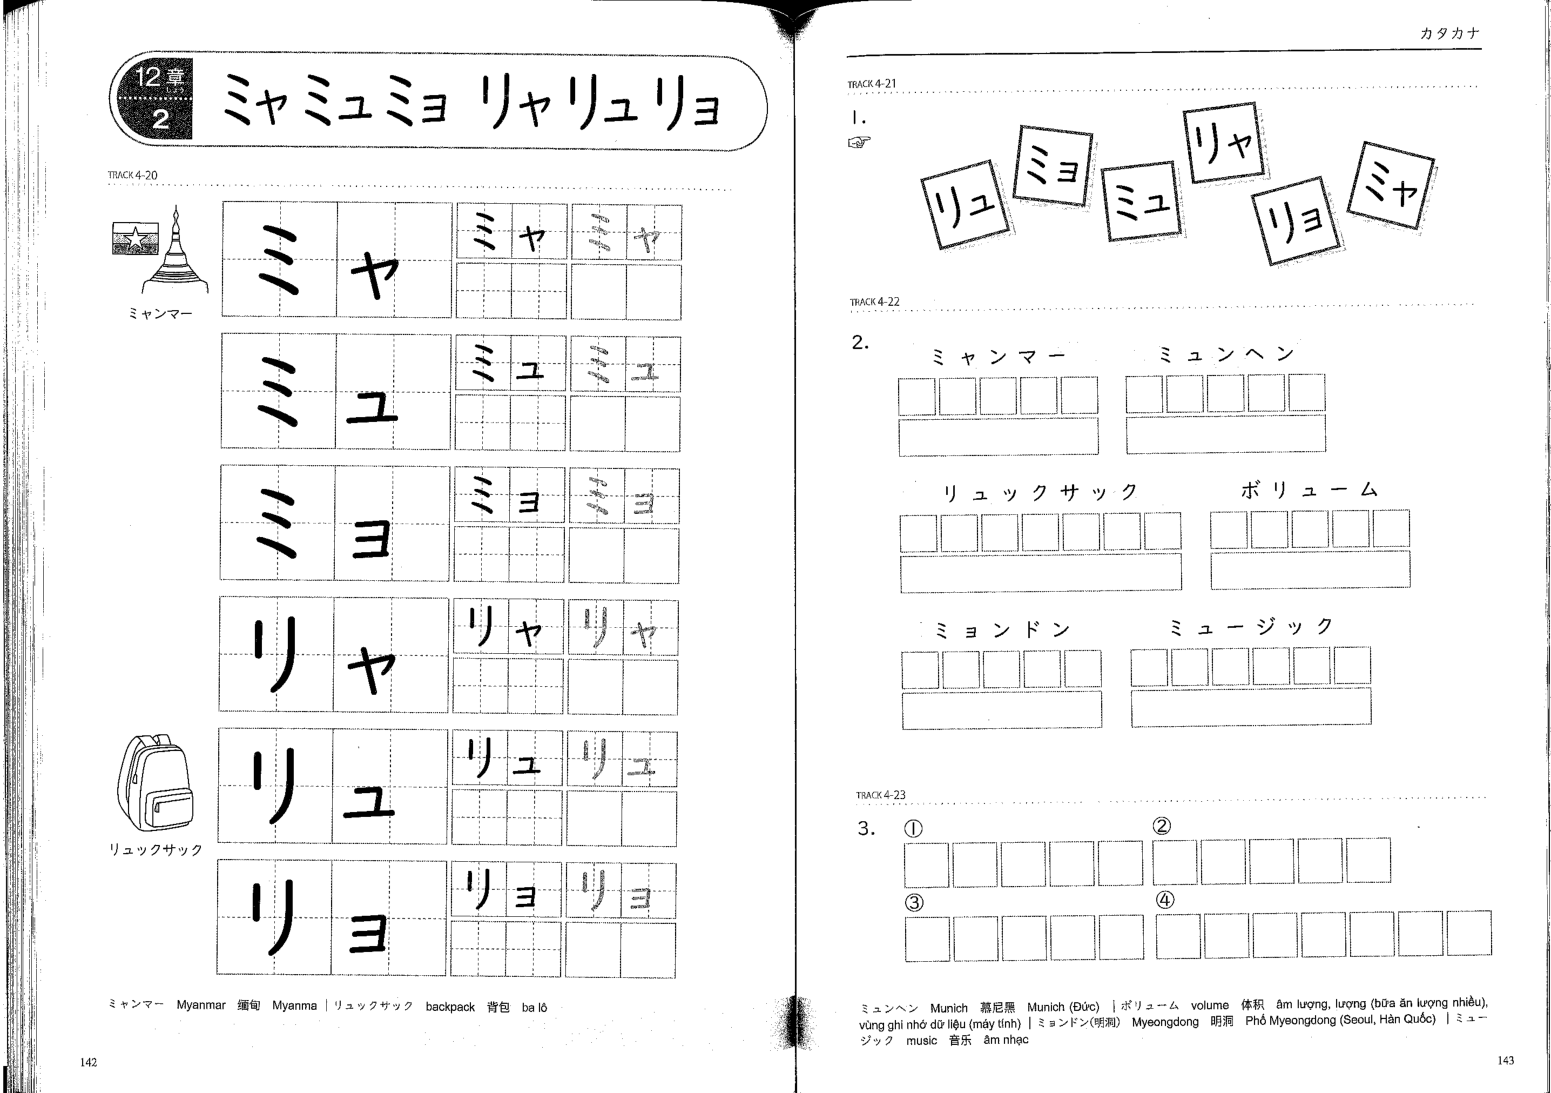 12章
2
ミャ ミュ ミョ リャ リュ リョ
TRACK 4-20
ミャンマー
ミャ ミャ ミャ
ミュ ミュ ミュ
ミョ ミョ ミョ
リャ リャ リャ
リュ リュ リュ
リュックサック
リョ リョ リョ
ミャンマー Myanmar 缅甸 Myanma | リュックサック backpack 背包 ba lô
142
カタカナ
TRACK 4-21
1.
リュ ミョ ミュ リャ リョ ミャ
TRACK 4-22
2.
ミャンマー ミュンヘン
リュックサック ボリューム
ミョンドン ミュージック
TRACK 4-23
3. ① ②
③ ④
ミュンヘン Munich 慕尼黑 Munich (Đức) | ボリューム volume 体积 âm lượng, lượng (bữa ăn lượng nhiều),
vùng ghi nhớ dữ liệu (máy tính) | ミョンドン(明洞) Myeongdong 明洞 Phố Myeongdong (Seoul, Hàn Quốc) | ミュー
ジック music 音乐 âm nhạc
143